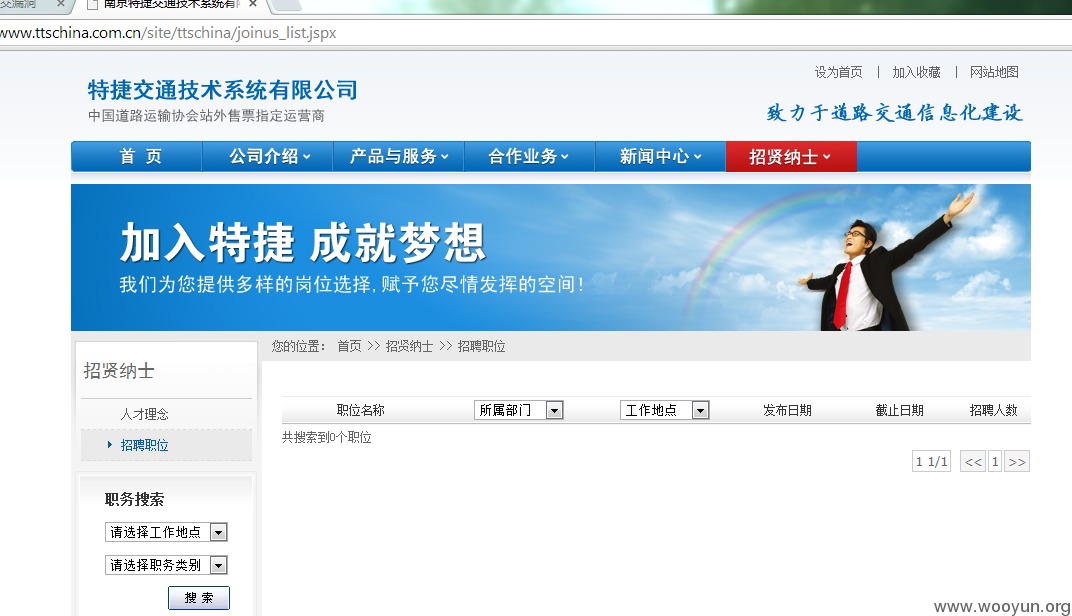 交漏洞 × 南京特捷交通技术系统有 ×
www.ttschina.com.cn/site/ttschina/joinus_list.jspx
设为首页 | 加入收藏 | 网站地图
特捷交通技术系统有限公司
中国道路运输协会站外售票指定运营商
致力于道路交通信息化建设
首 页 公司介绍 产品与服务 合作业务 新闻中心 招贤纳士
加入特捷 成就梦想
我们为您提供多样的岗位选择,赋予您尽情发挥的空间!
您的位置: 首页 >> 招贤纳士 >> 招聘职位
招贤纳士
人才理念
招聘职位
职位名称 所属部门 工作地点 发布日期 截止日期 招聘人数
共搜索到0个职位
1 1/1 << 1 >>
职务搜索
请选择工作地点
请选择职务类别
搜 索
www.wooyun.org